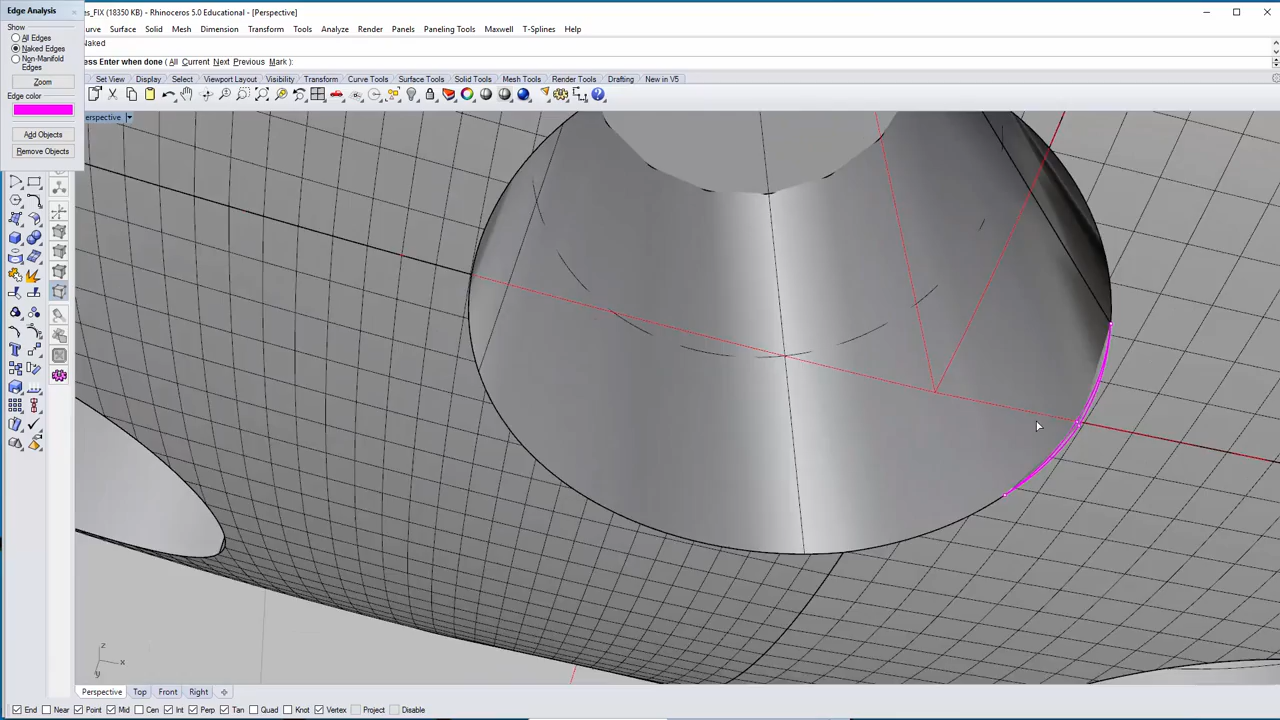 Edge Analysis
es_FIX (18350 KB) - Rhinoceros 5.0 Educational - [Perspective]
Show
All Edges
Naked Edges
Non-Manifold
Edges
Zoom
Edge color
Add Objects
Remove Objects
urve Surface Solid Mesh Dimension Transform Tools Analyze Render Panels Paneling Tools Maxwell T-Splines Help
Naked
ess Enter when done ( All Current Next Previous Mark ):
Set View Display Select Viewport Layout Visibility Transform Curve Tools Surface Tools Solid Tools Mesh Tools Render Tools Drafting New in V5
erspective
z
x
y
Perspective Top Front Right
End Near Point Mid Cen Int Perp Tan Quad Knot Vertex Project Disable